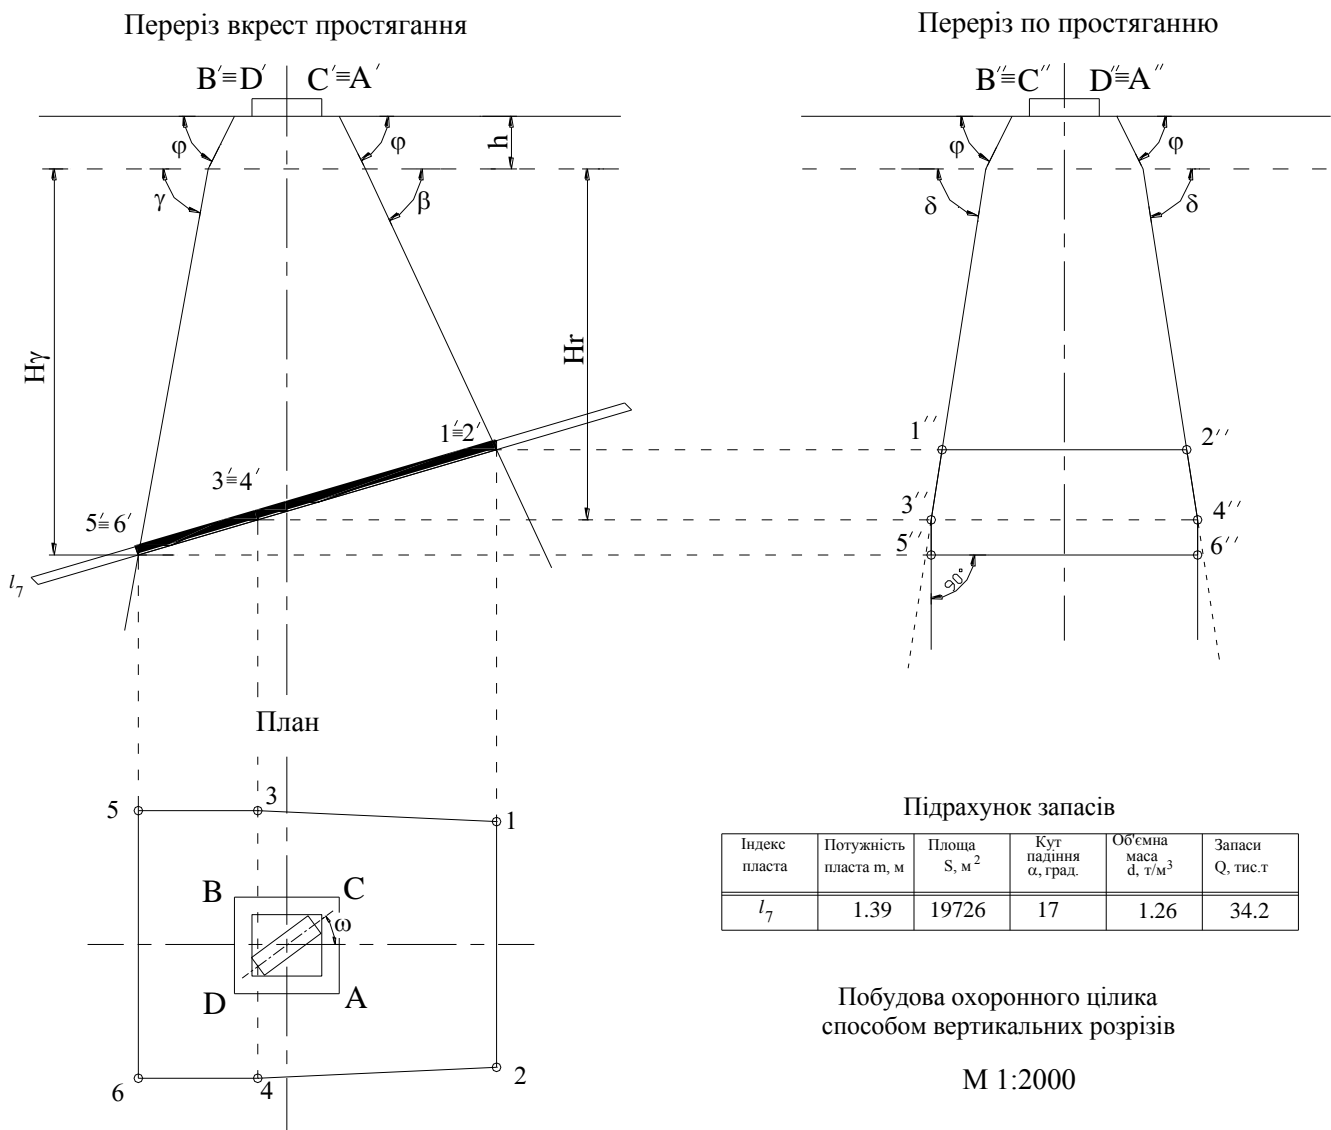 Переріз вкрест простягання
Переріз по простяганню
B′≡D′ C′≡A′
B′′≡C′′ D′′≡A′′
φ φ h
φ φ
γ β
δ δ
Hγ
Hr
1′≡2′
3′≡4′
5′≡6′
l7
1′′ 2′′
3′′ 4′′
5′′ 6′′
90°
План
5 3 1
B C
ω
D A
6 4 2
Підрахунок запасів
Індекс пласта
Потужність пласта m, м
Площа S, м²
Кут падіння α, град.
Об'ємна маса d, т/м³
Запаси Q, тис.т
l7 1.39 19726 17 1.26 34.2
Побудова охоронного цілика
способом вертикальних розрізів
М 1:2000